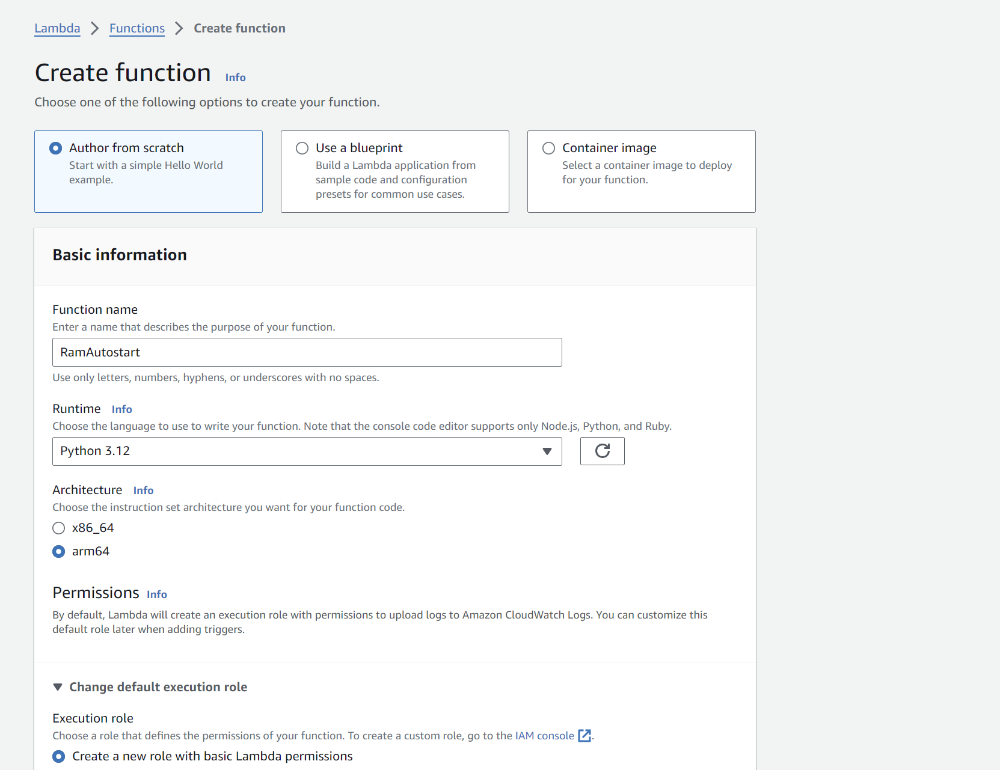 Lambda > Functions > Create function
Create function Info
Choose one of the following options to create your function.
Author from scratch
Start with a simple Hello World
example.
Use a blueprint
Build a Lambda application from
sample code and configuration
presets for common use cases.
Container image
Select a container image to deploy
for your function.
Basic information
Function name
Enter a name that describes the purpose of your function.
RamAutostart
Use only letters, numbers, hyphens, or underscores with no spaces.
Runtime Info
Choose the language to use to write your function. Note that the console code editor supports only Node.js, Python, and Ruby.
Python 3.12
Architecture Info
Choose the instruction set architecture you want for your function code.
x86_64
arm64
Permissions Info
By default, Lambda will create an execution role with permissions to upload logs to Amazon CloudWatch Logs. You can customize this
default role later when adding triggers.
Change default execution role
Execution role
Choose a role that defines the permissions of your function. To create a custom role, go to the IAM console.
Create a new role with basic Lambda permissions